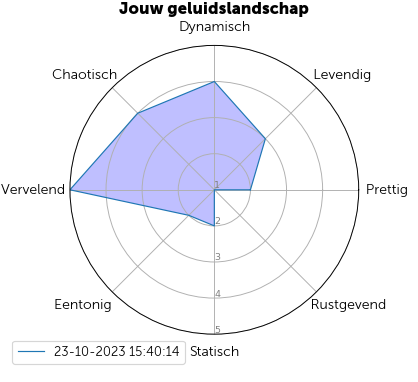 Jouw geluidslandschap
Dynamisch
Chaotisch
Levendig
Vervelend
1
Prettig
2
3
Eentonig
4
Rustgevend
5
23-10-2023 15:40:14
Statisch